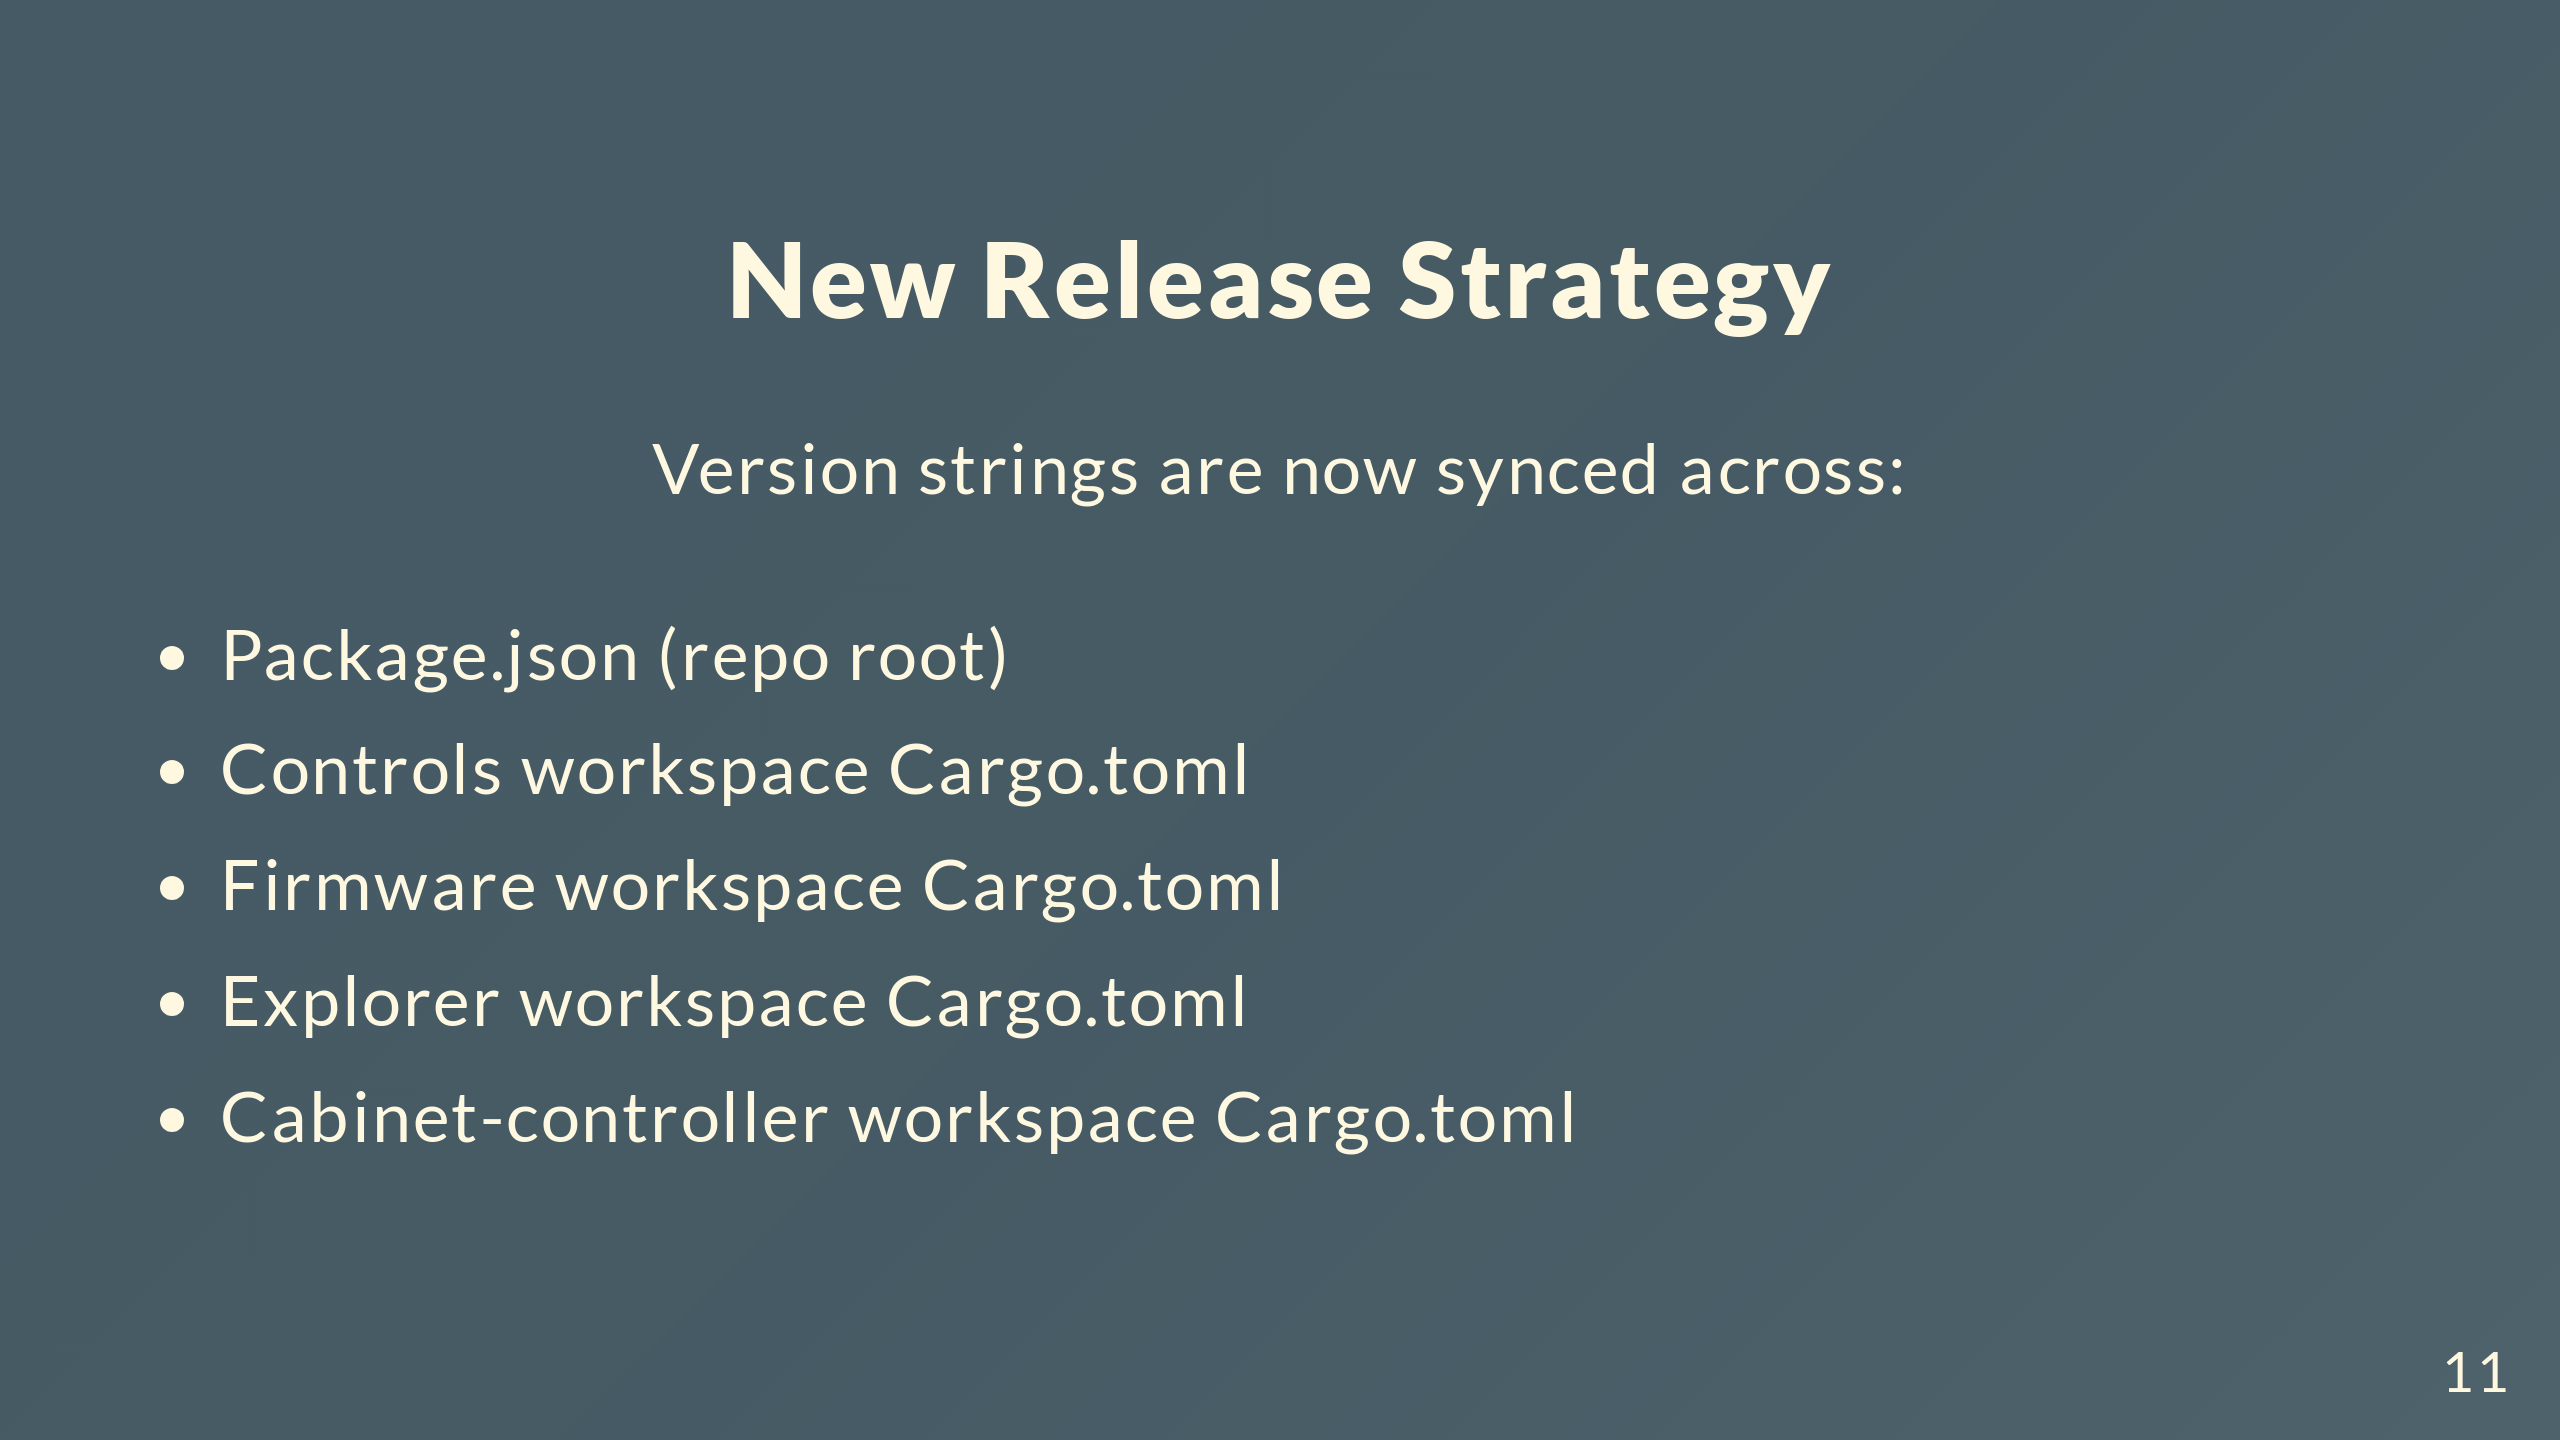 New Release Strategy
Version strings are now synced across:
• Package.json (repo root)
• Controls workspace Cargo.toml
• Firmware workspace Cargo.toml
• Explorer workspace Cargo.toml
• Cabinet-controller workspace Cargo.toml
11